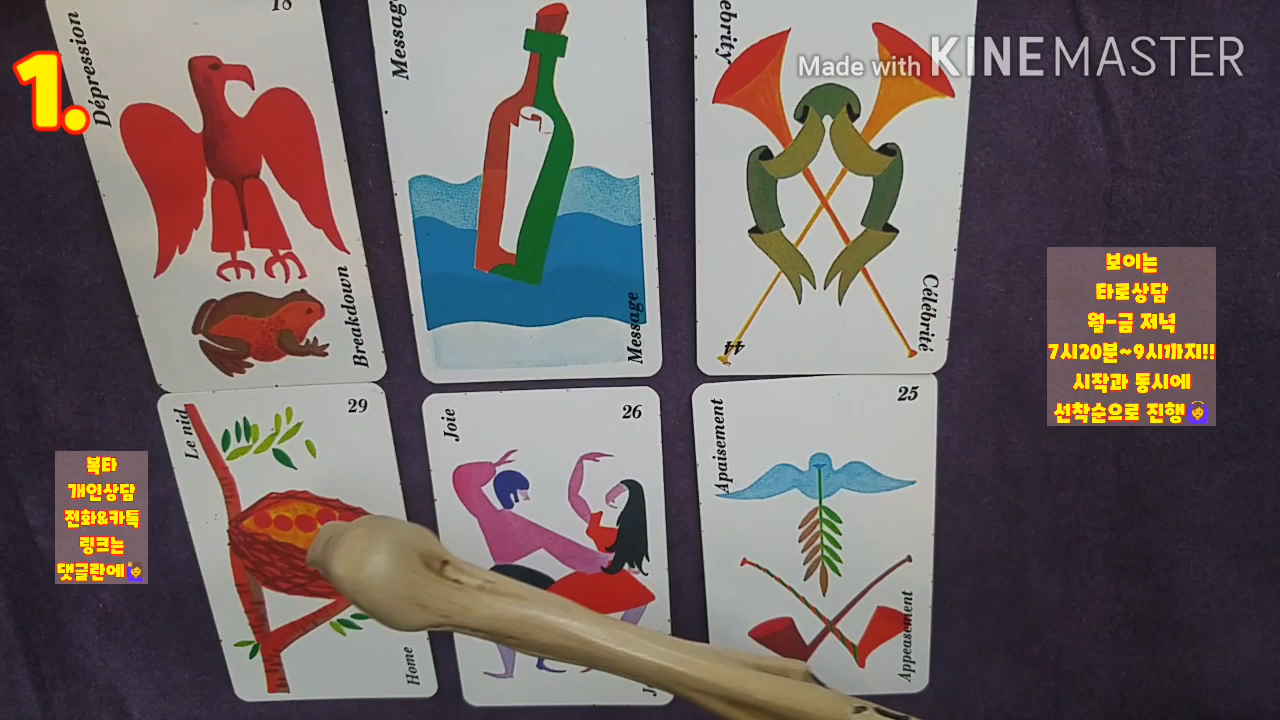 1.
Made with KINEMASTER
18
Dépression
Breakdown
Message
Message
ebrity
Célébrité
44
29
Le nid
Home
26
Joie
J
25
Apaisement
Appeasement
보이는
타로상담
월-금 저녁
7시20분~9시까지!!
시작과 동시에
선착순으로 진행🙆‍♀️
복타
개인상담
전화&카톡
링크는
댓글란에🙋‍♀️